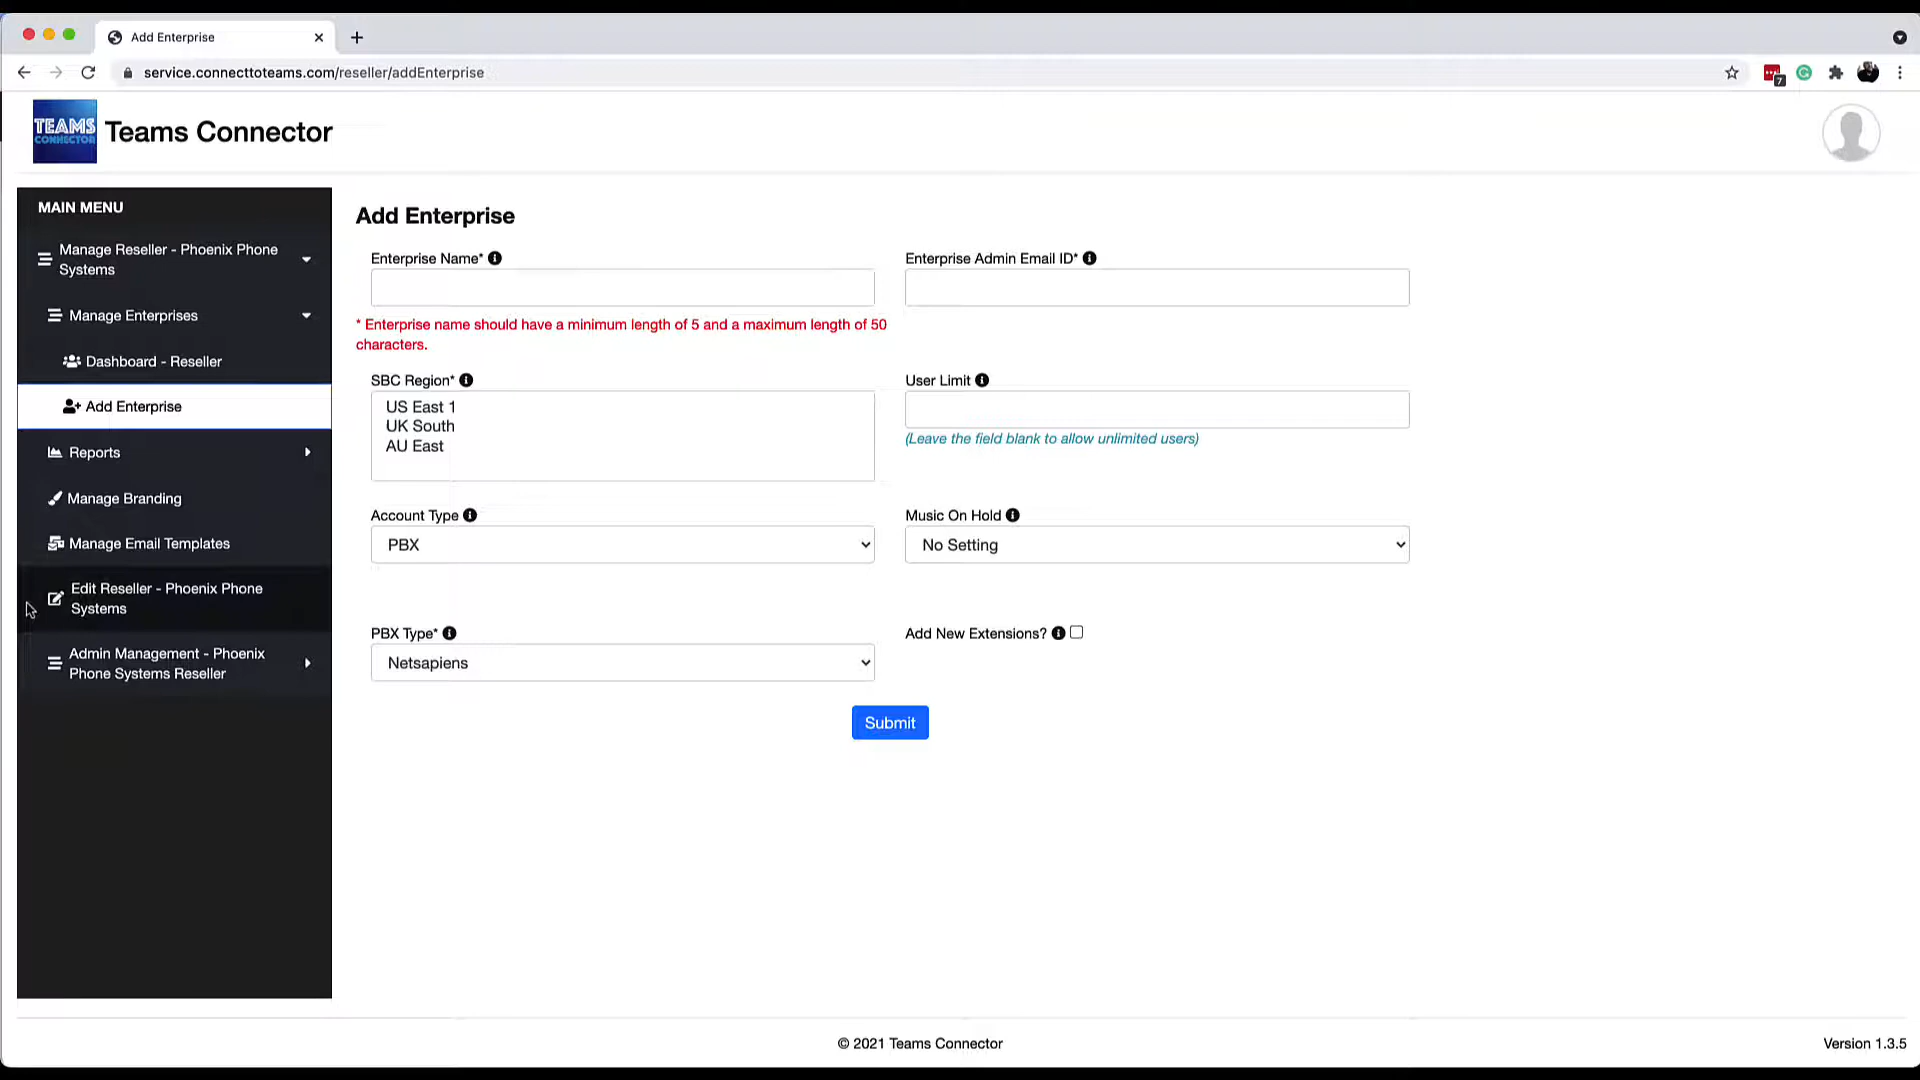 Add Enterprise
service.connecttoteams.com/reseller/addEnterprise
7
TEAMS
CONNECTOR
Teams Connector
MAIN MENU
Manage Reseller - Phoenix Phone
Systems
Manage Enterprises
Dashboard - Reseller
Add Enterprise
Reports
Manage Branding
Manage Email Templates
Edit Reseller - Phoenix Phone
Systems
Admin Management - Phoenix
Phone Systems Reseller
Add Enterprise
Enterprise Name*
Enterprise Admin Email ID*
* Enterprise name should have a minimum length of 5 and a maximum length of 50
characters.
SBC Region*
US East 1
UK South
AU East
User Limit
(Leave the field blank to allow unlimited users)
Account Type
PBX
Music On Hold
No Setting
PBX Type*
Netsapiens
Add New Extensions?
Submit
© 2021 Teams Connector
Version 1.3.5